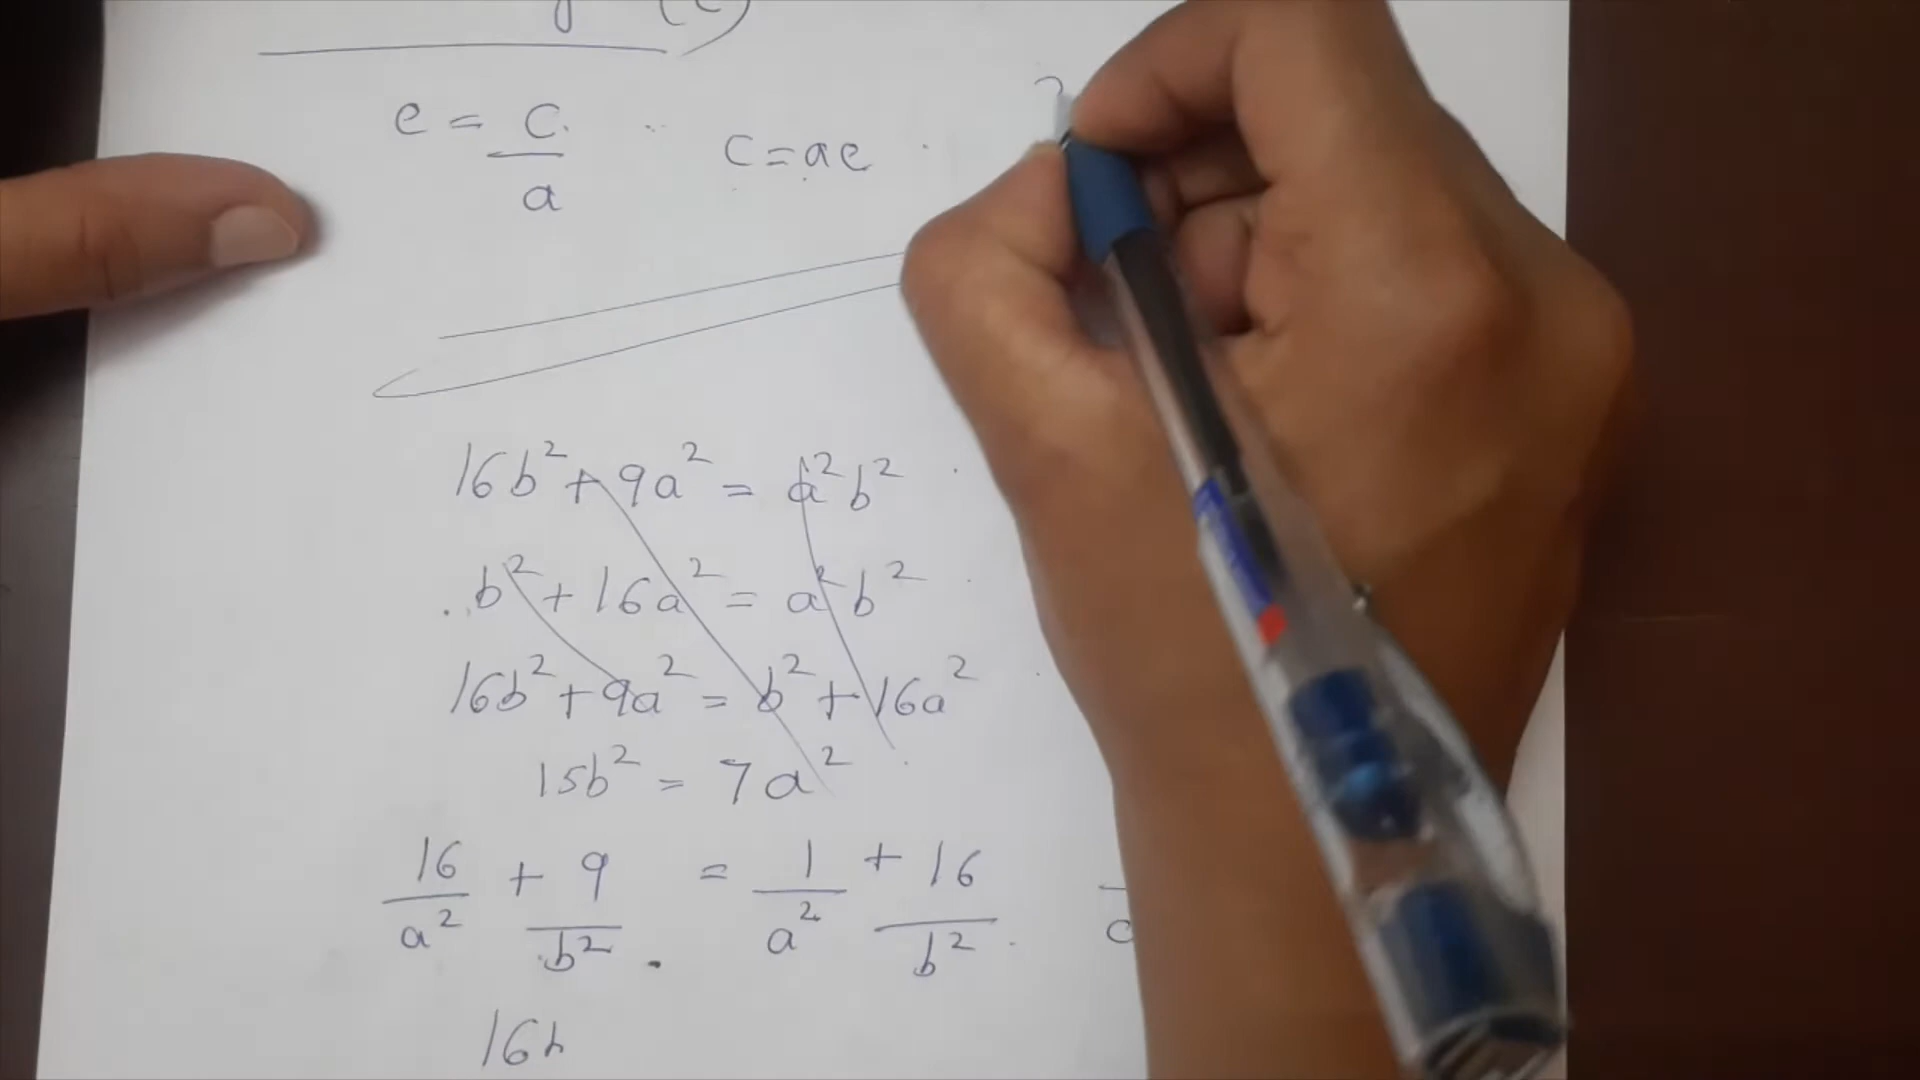 e = c/a c = ae
16b² + 9a² = a²b²
b² + 16a² = a²b²
16b² + 9a² = b² + 16a²
15b² = 7a²
16/a² + 9/b² = 1/a² + 16/b²
16